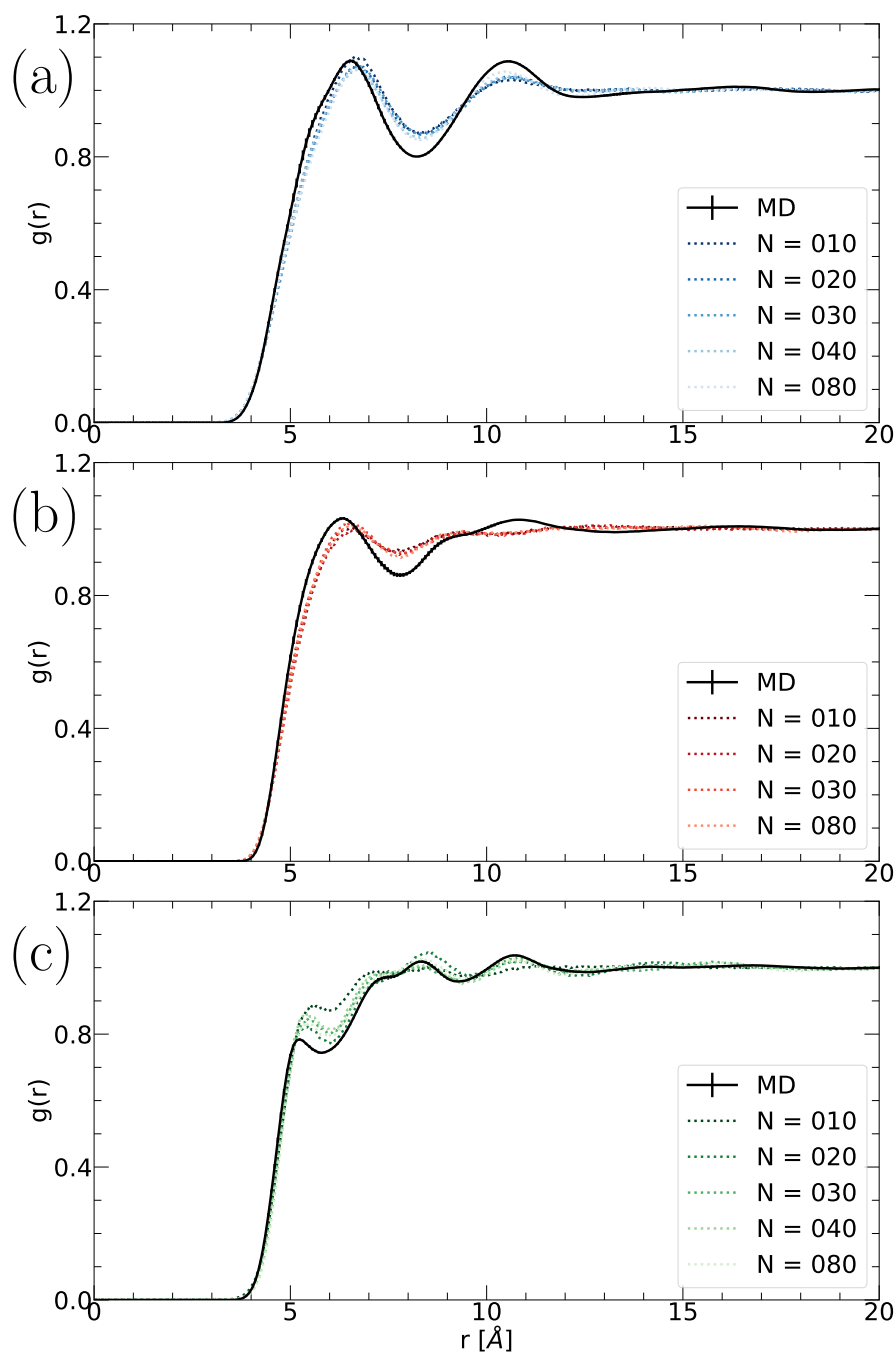 (a)
1.2
0.8
0.4
0.0
g(r)
MD
N = 010
N = 020
N = 030
N = 040
N = 080
0 5 10 15 20
(b)
1.2
0.8
0.4
0.0
g(r)
MD
N = 010
N = 020
N = 030
N = 080
0 5 10 15 20
(c)
1.2
0.8
0.4
0.0
g(r)
MD
N = 010
N = 020
N = 030
N = 040
N = 080
0 5 10 15 20
r [Å]